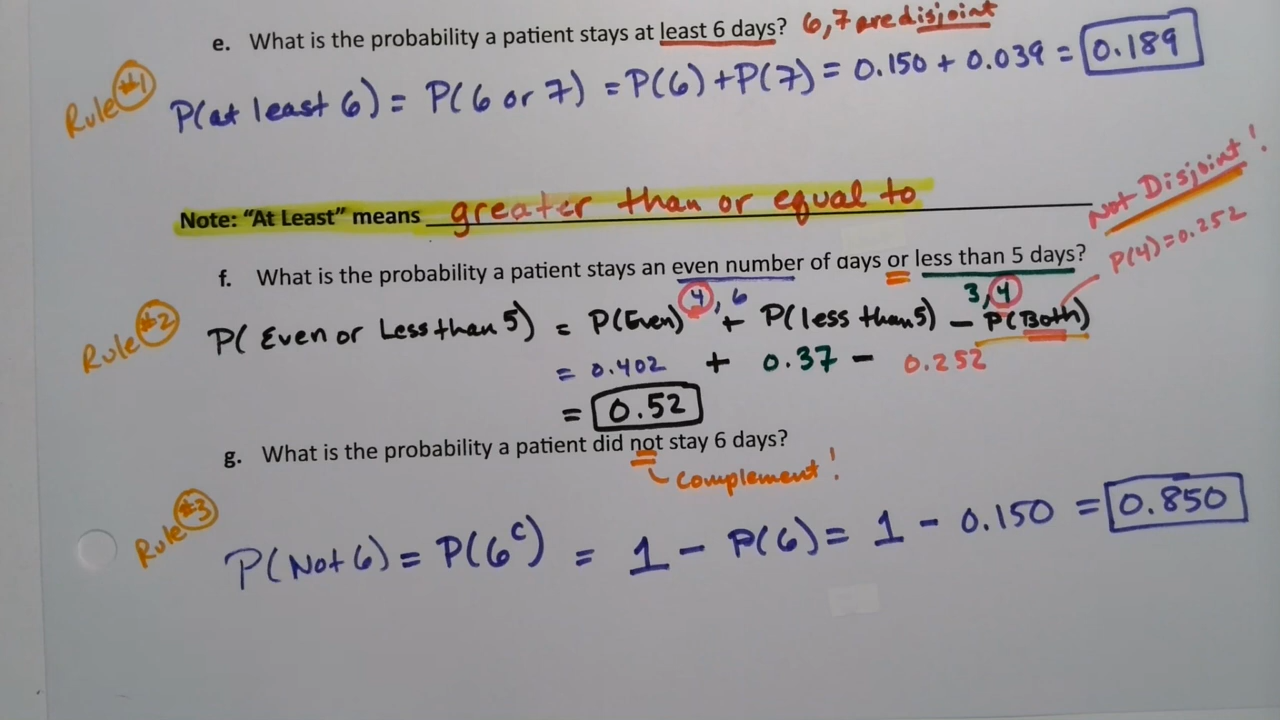 e. What is the probability a patient stays at least 6 days? 6,7 are disjoint
Rule #1
P(at least 6) = P(6 or 7) = P(6) + P(7) = 0.150 + 0.039 = 0.189
Note: "At Least" means greater than or equal to
Not Disjoint!
P(4)=0.252
f. What is the probability a patient stays an even number of days or less than 5 days?
4, 6 3, 4
Rule #2
P( Even or Less than 5) = P(Even) + P(less than 5) - P(Both)
= 0.402 + 0.37 - 0.252
= 0.52
g. What is the probability a patient did not stay 6 days?
Complement!
Rule #3
P(Not 6) = P(6ᶜ) = 1 - P(6) = 1 - 0.150 = 0.850